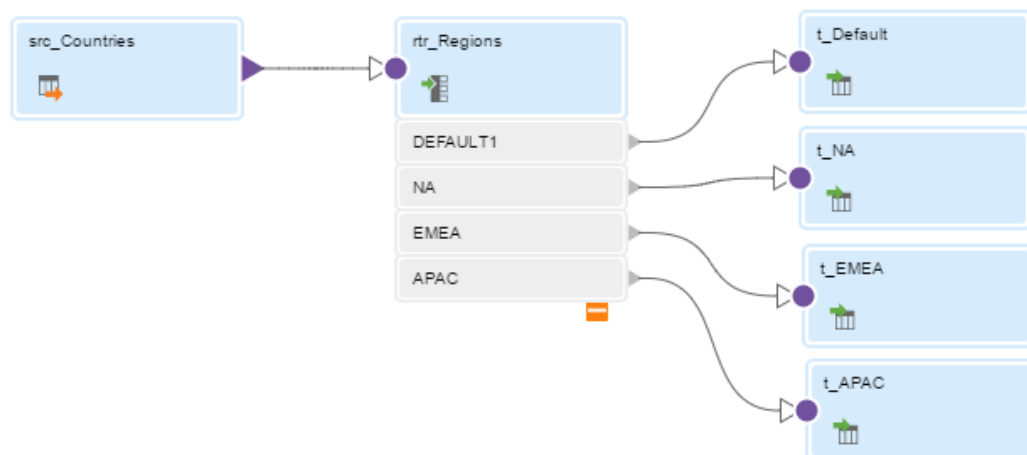 src_Countries
rtr_Regions
DEFAULT1
NA
EMEA
APAC
t_Default
t_NA
t_EMEA
t_APAC